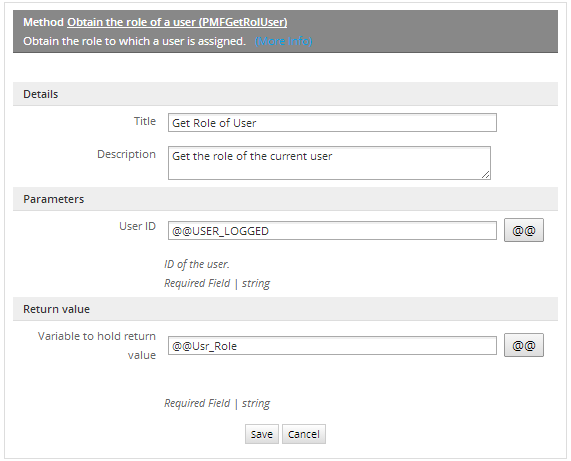 Method Obtain the role of a user (PMFGetRolUser)
Obtain the role to which a user is assigned. (More Info)
Details
Title Get Role of User
Description Get the role of the current user
Parameters
User ID @@USER_LOGGED @@
ID of the user.
Required Field | string
Return value
Variable to hold return
value @@Usr_Role @@
Required Field | string
Save Cancel